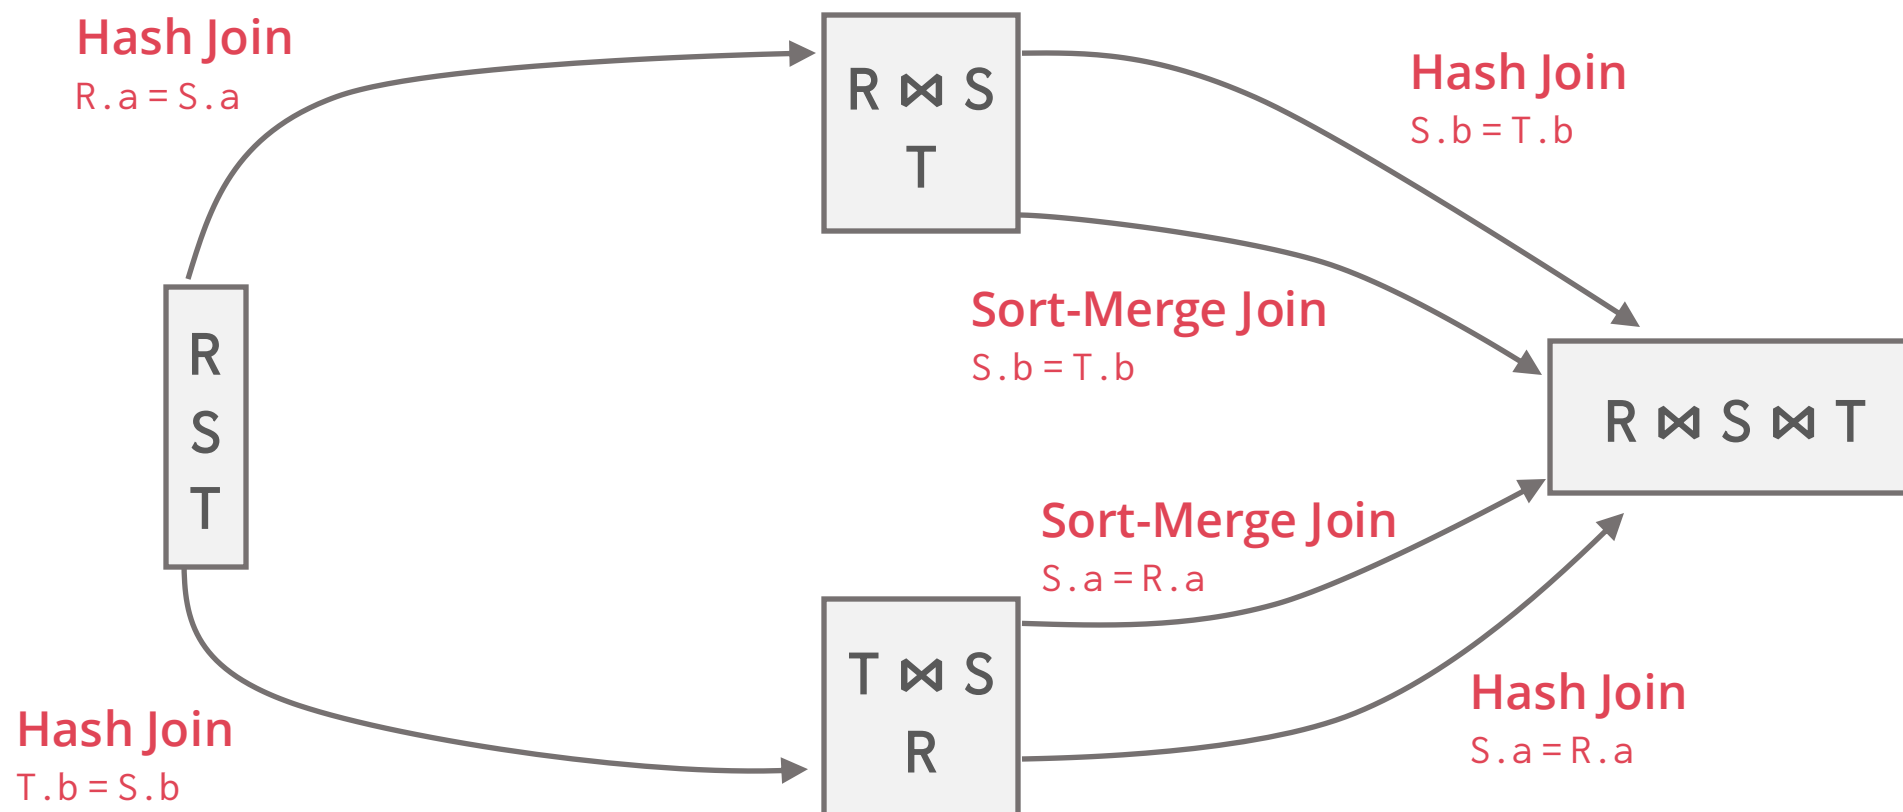 Hash Join
R.a=S.a
R ⋈ S
T
Hash Join
S.b=T.b
Sort-Merge Join
S.b=T.b
R
S
T
R ⋈ S ⋈ T
Sort-Merge Join
S.a=R.a
T ⋈ S
R
Hash Join
S.a=R.a
Hash Join
T.b=S.b